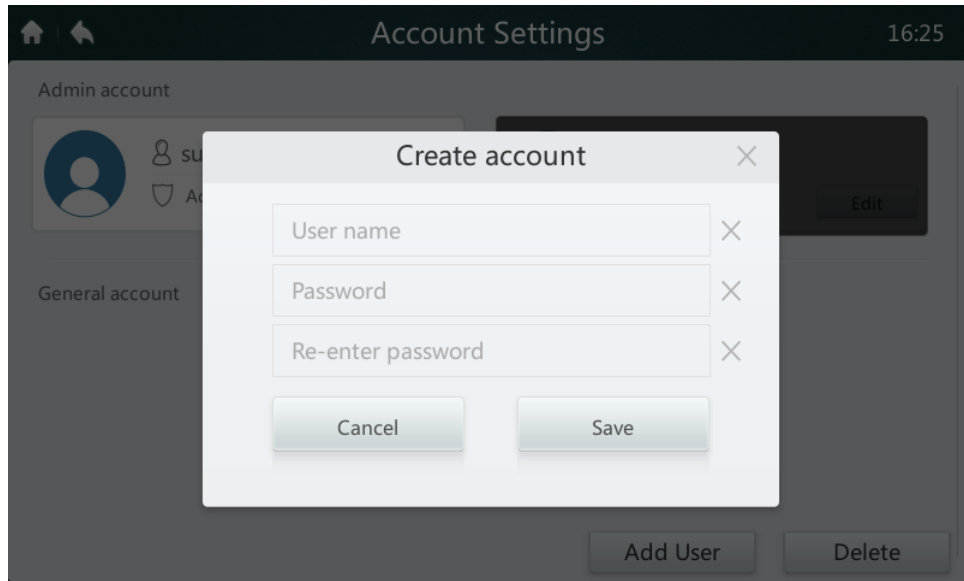 Account Settings
16:25
Admin account
su
Create account
Edit
User name
Password
General account
Re-enter password
Cancel
Save
Add User
Delete